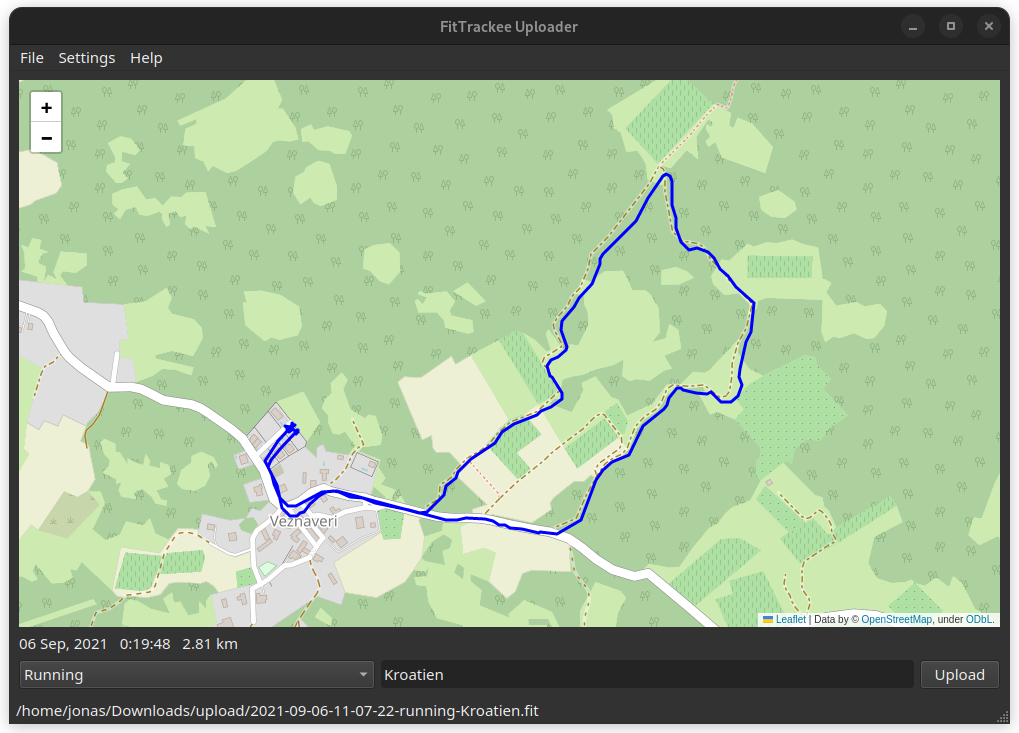 FitTrackee Uploader
File Settings Help
+
−
Veznaveri
Leaflet | Data by © OpenStreetMap, under ODbL.
06 Sep, 2021 0:19:48 2.81 km
Running Kroatien Upload
/home/jonas/Downloads/upload/2021-09-06-11-07-22-running-Kroatien.fit